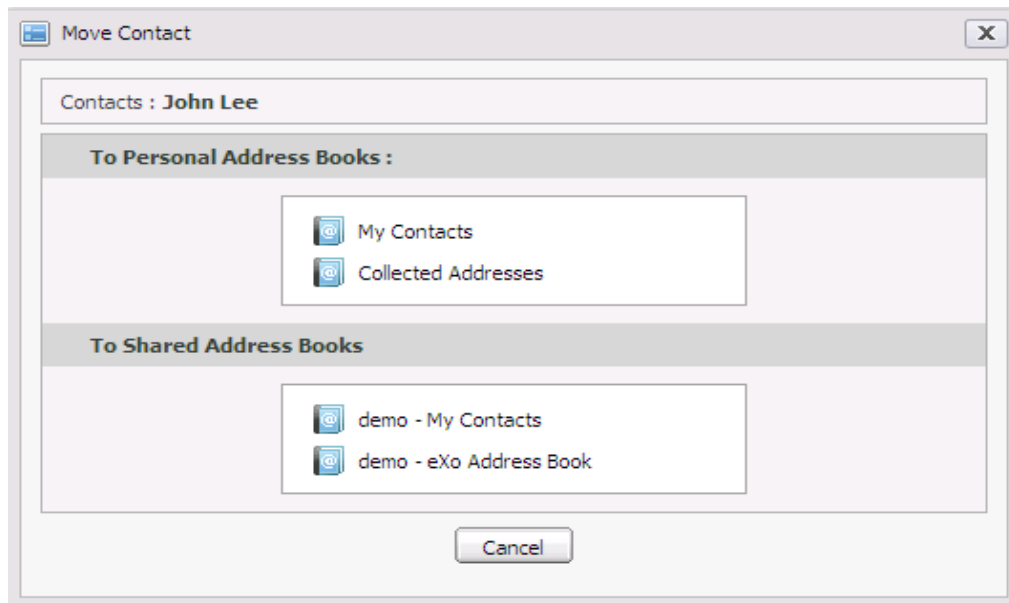 Move Contact
Contacts : John Lee
To Personal Address Books :
My Contacts
Collected Addresses
To Shared Address Books
demo - My Contacts
demo - eXo Address Book
Cancel